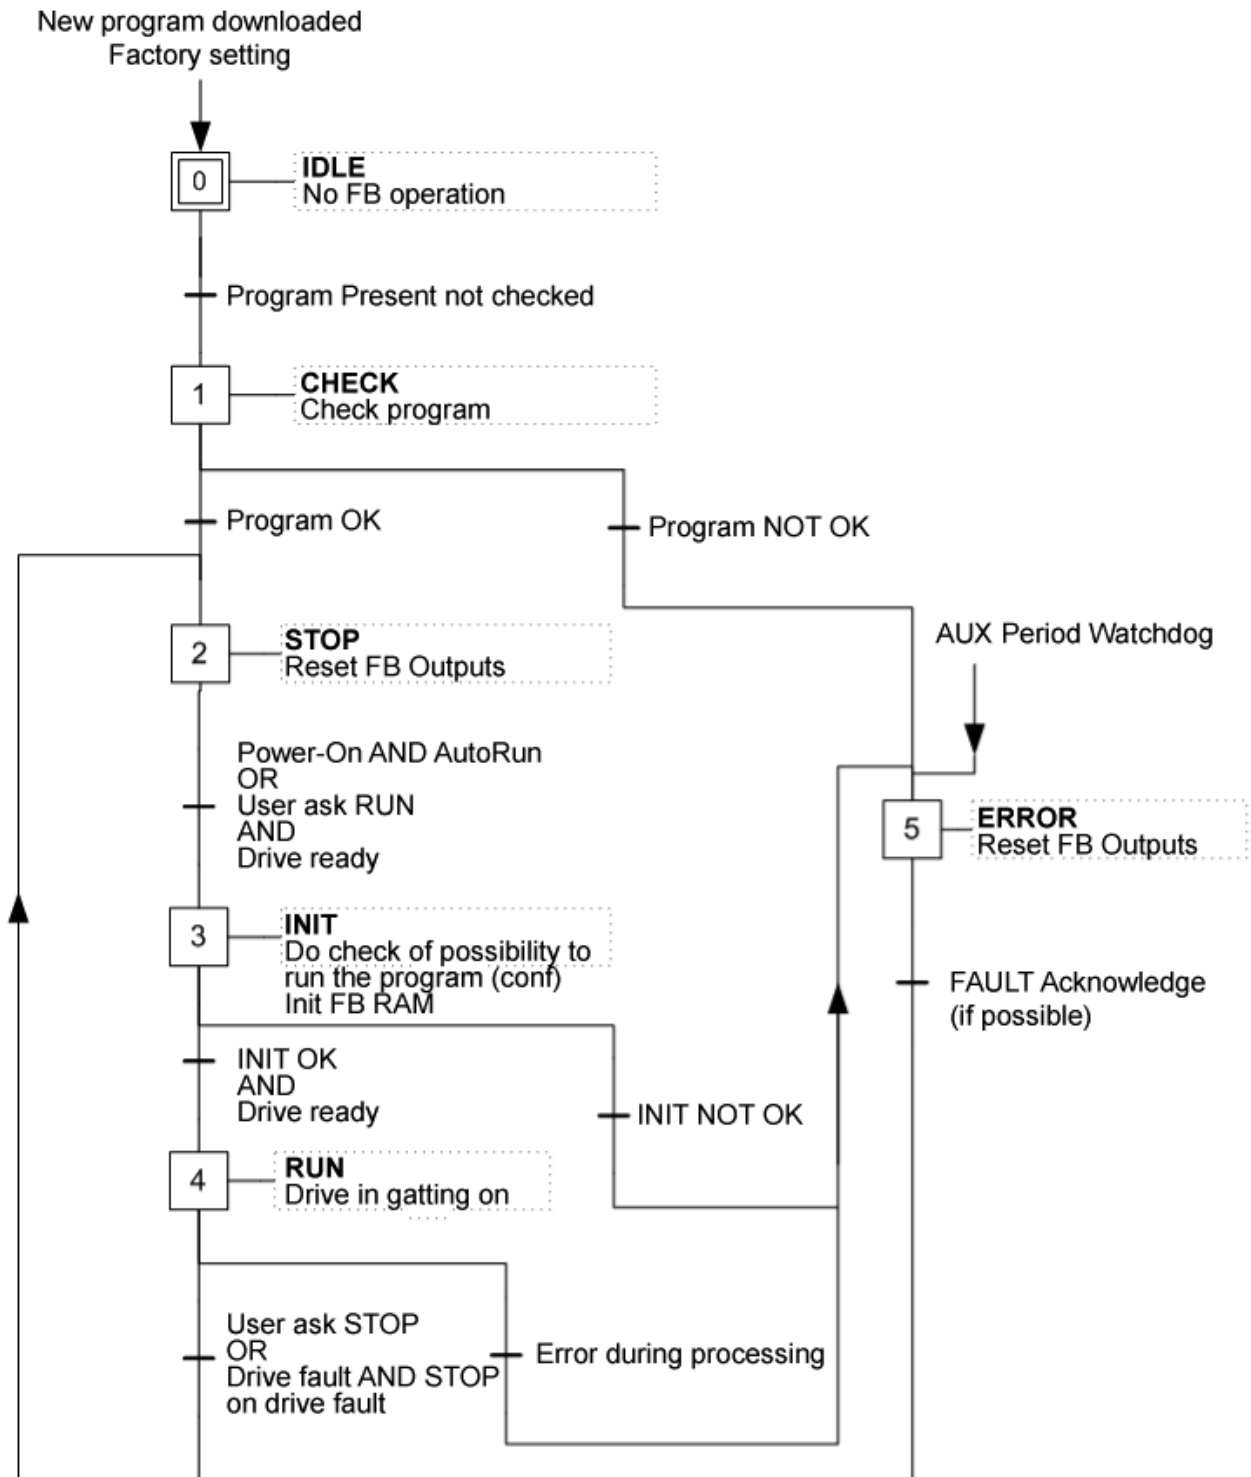 New program downloaded
Factory setting
0
IDLE
No FB operation
Program Present not checked
1
CHECK
Check program
Program OK
Program NOT OK
2
STOP
Reset FB Outputs
AUX Period Watchdog
Power-On AND AutoRun
OR
User ask RUN
AND
Drive ready
5
ERROR
Reset FB Outputs
3
INIT
Do check of possibility to
run the program (conf)
Init FB RAM
FAULT Acknowledge
(if possible)
INIT OK
AND
Drive ready
INIT NOT OK
4
RUN
Drive in gatting on
User ask STOP
OR
Drive fault AND STOP
on drive fault
Error during processing